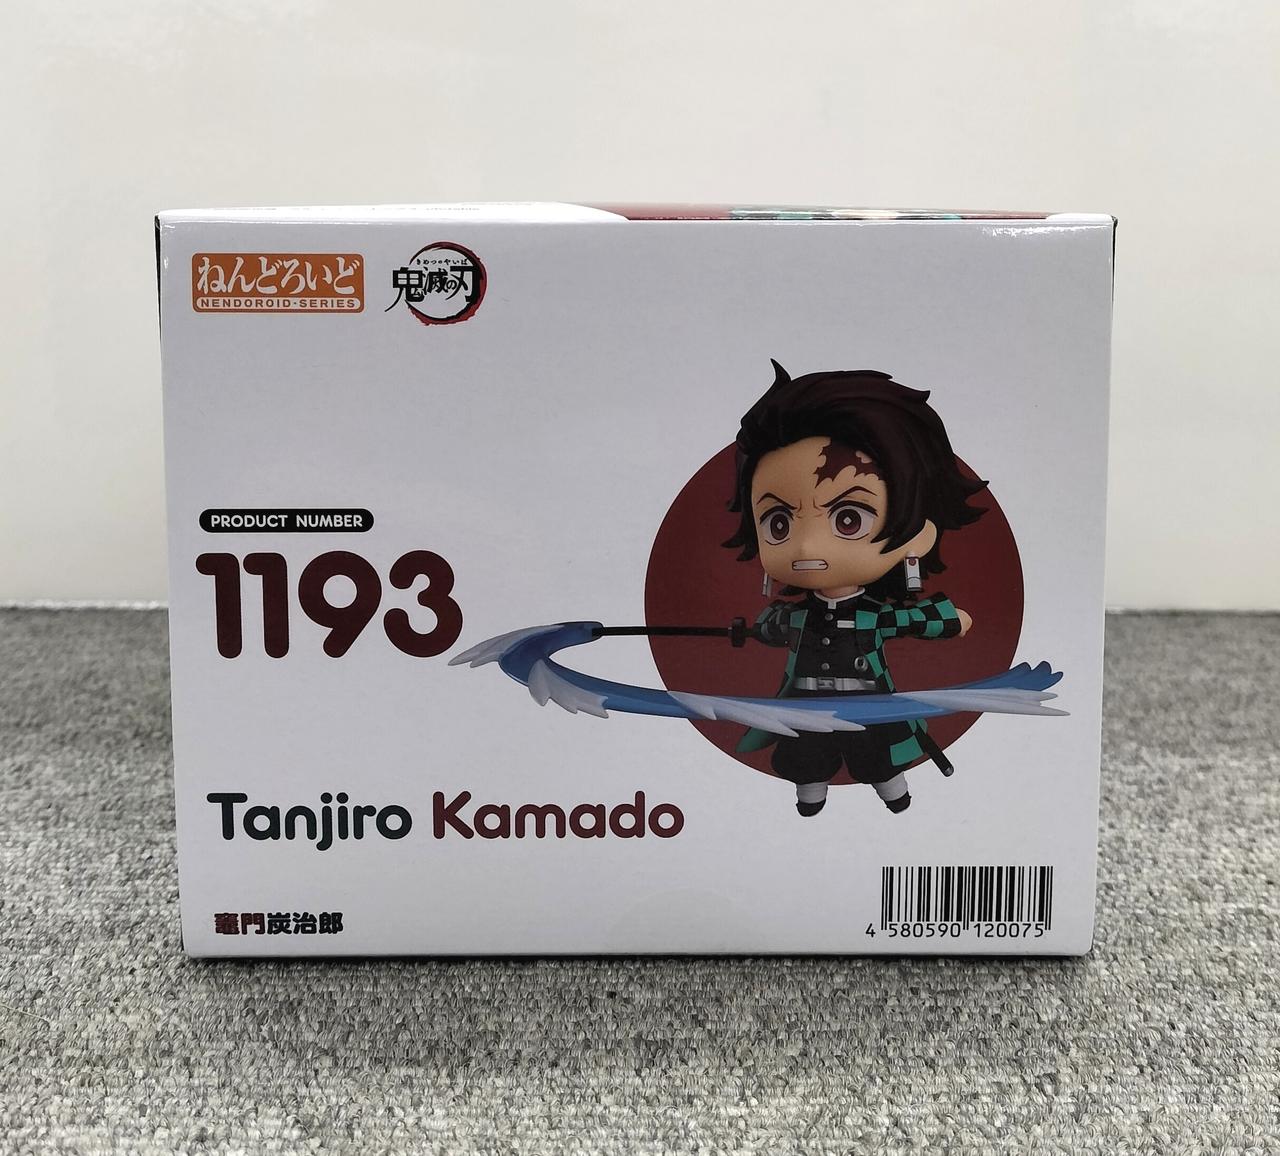 ねんどろいど
NENDOROID-SERIES
きめつのやいば
鬼滅の刃
PRODUCT NUMBER
1193
Tanjiro Kamado
竈門炭治郎
4 580590 120075